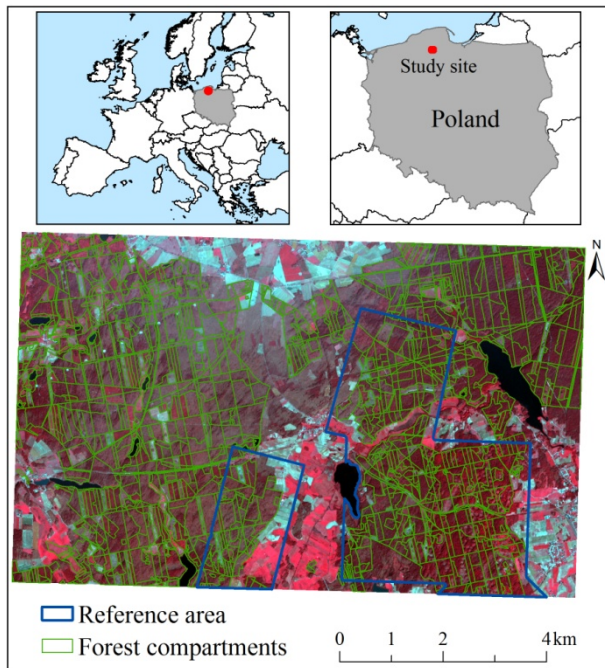 Study site
Poland
N
Reference area
Forest compartments
0 1 2 4 km